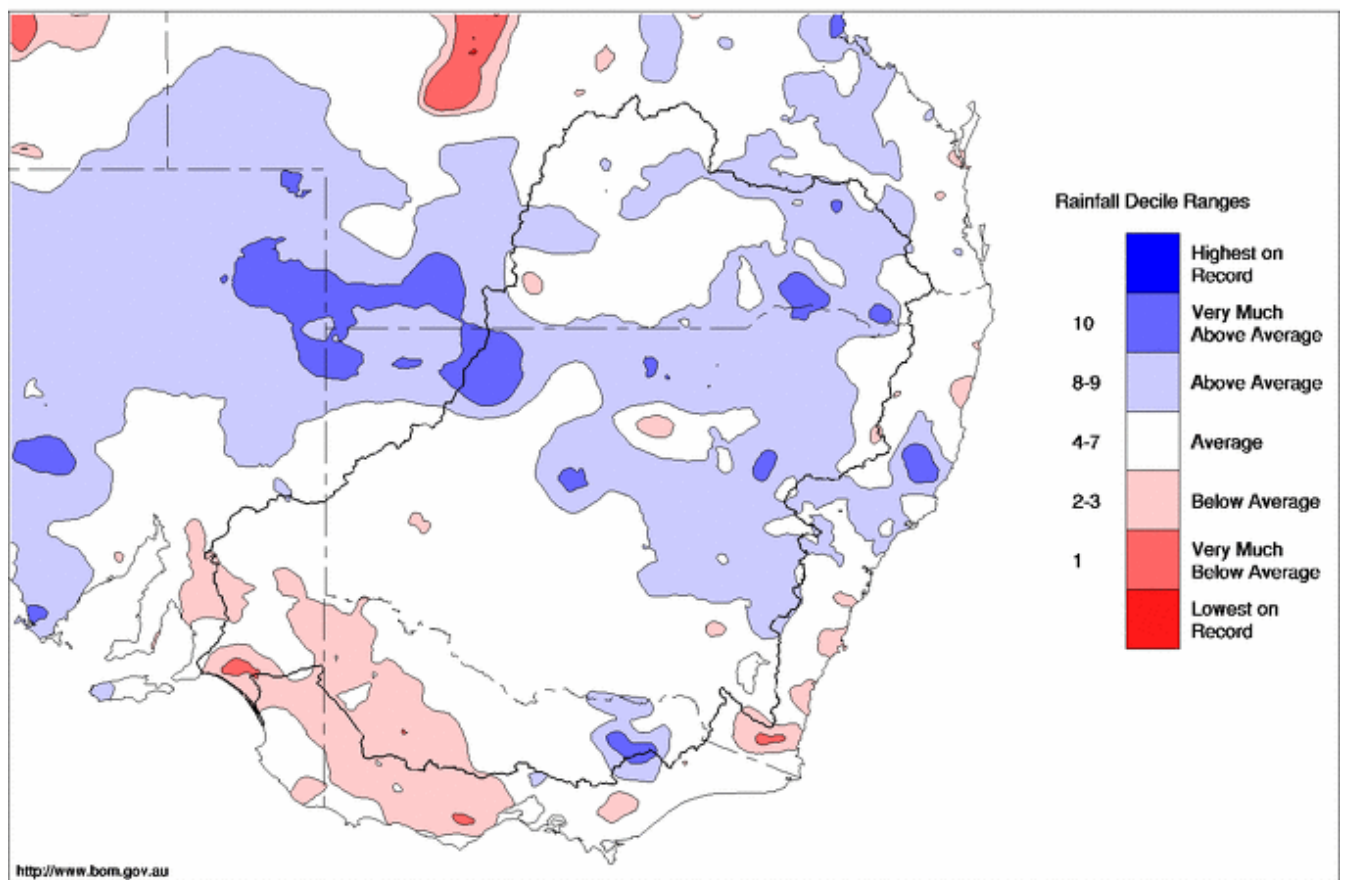 Rainfall Decile Ranges
Highest on
Record
10
Very Much
Above Average
8-9
Above Average
4-7
Average
2-3
Below Average
1
Very Much
Below Average
Lowest on
Record
http://www.bom.gov.au